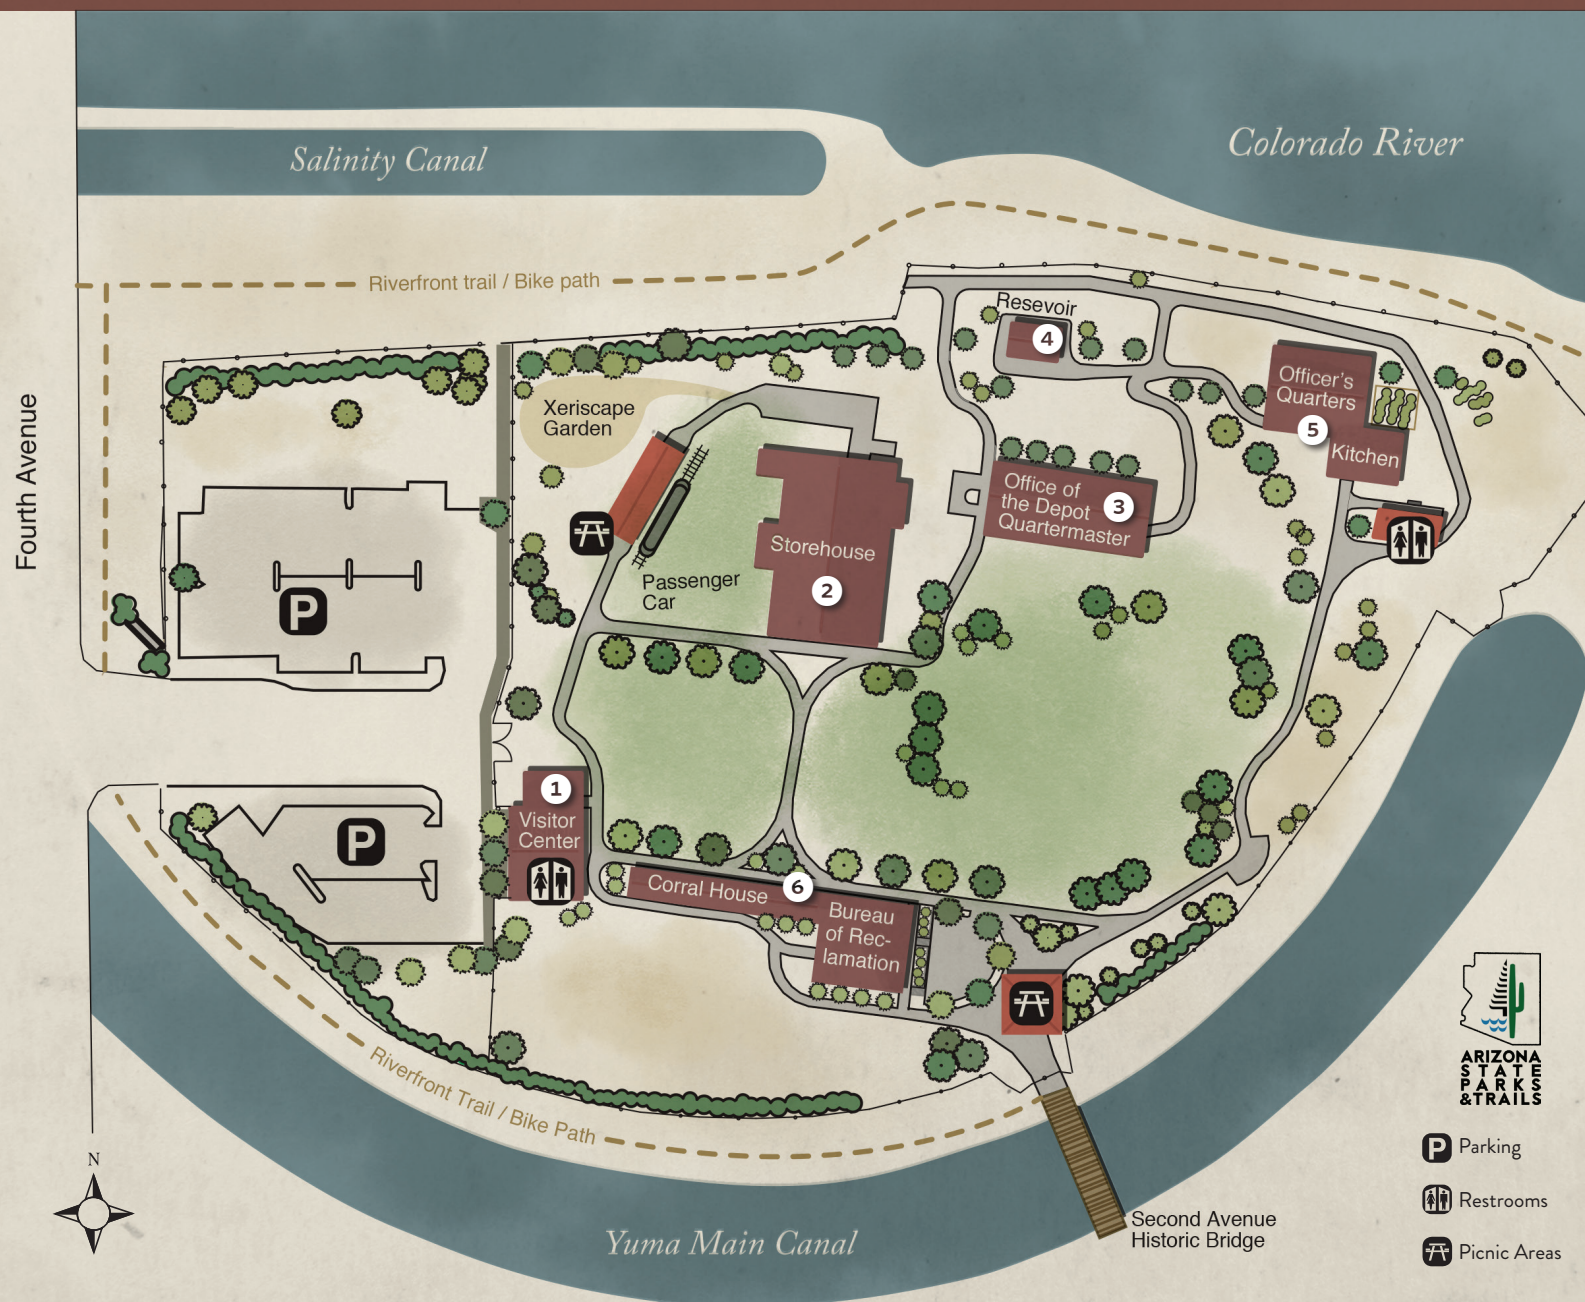 Salinity Canal
Colorado River
Riverfront trail / Bike path
Resevoir
4
Fourth Avenue
Xeriscape
Garden
Officer's
Quarters
5
Kitchen
Office of
the Depot
Quartermaster
3
Storehouse
2
Passenger
Car
P
1
Visitor
Center
P
Corral House
6
Bureau
of Rec-
lamation
Riverfront Trail / Bike Path
ARIZONA
STATE
PARKS
&TRAILS
P Parking
Restrooms
Picnic Areas
N
Second Avenue
Historic Bridge
Yuma Main Canal